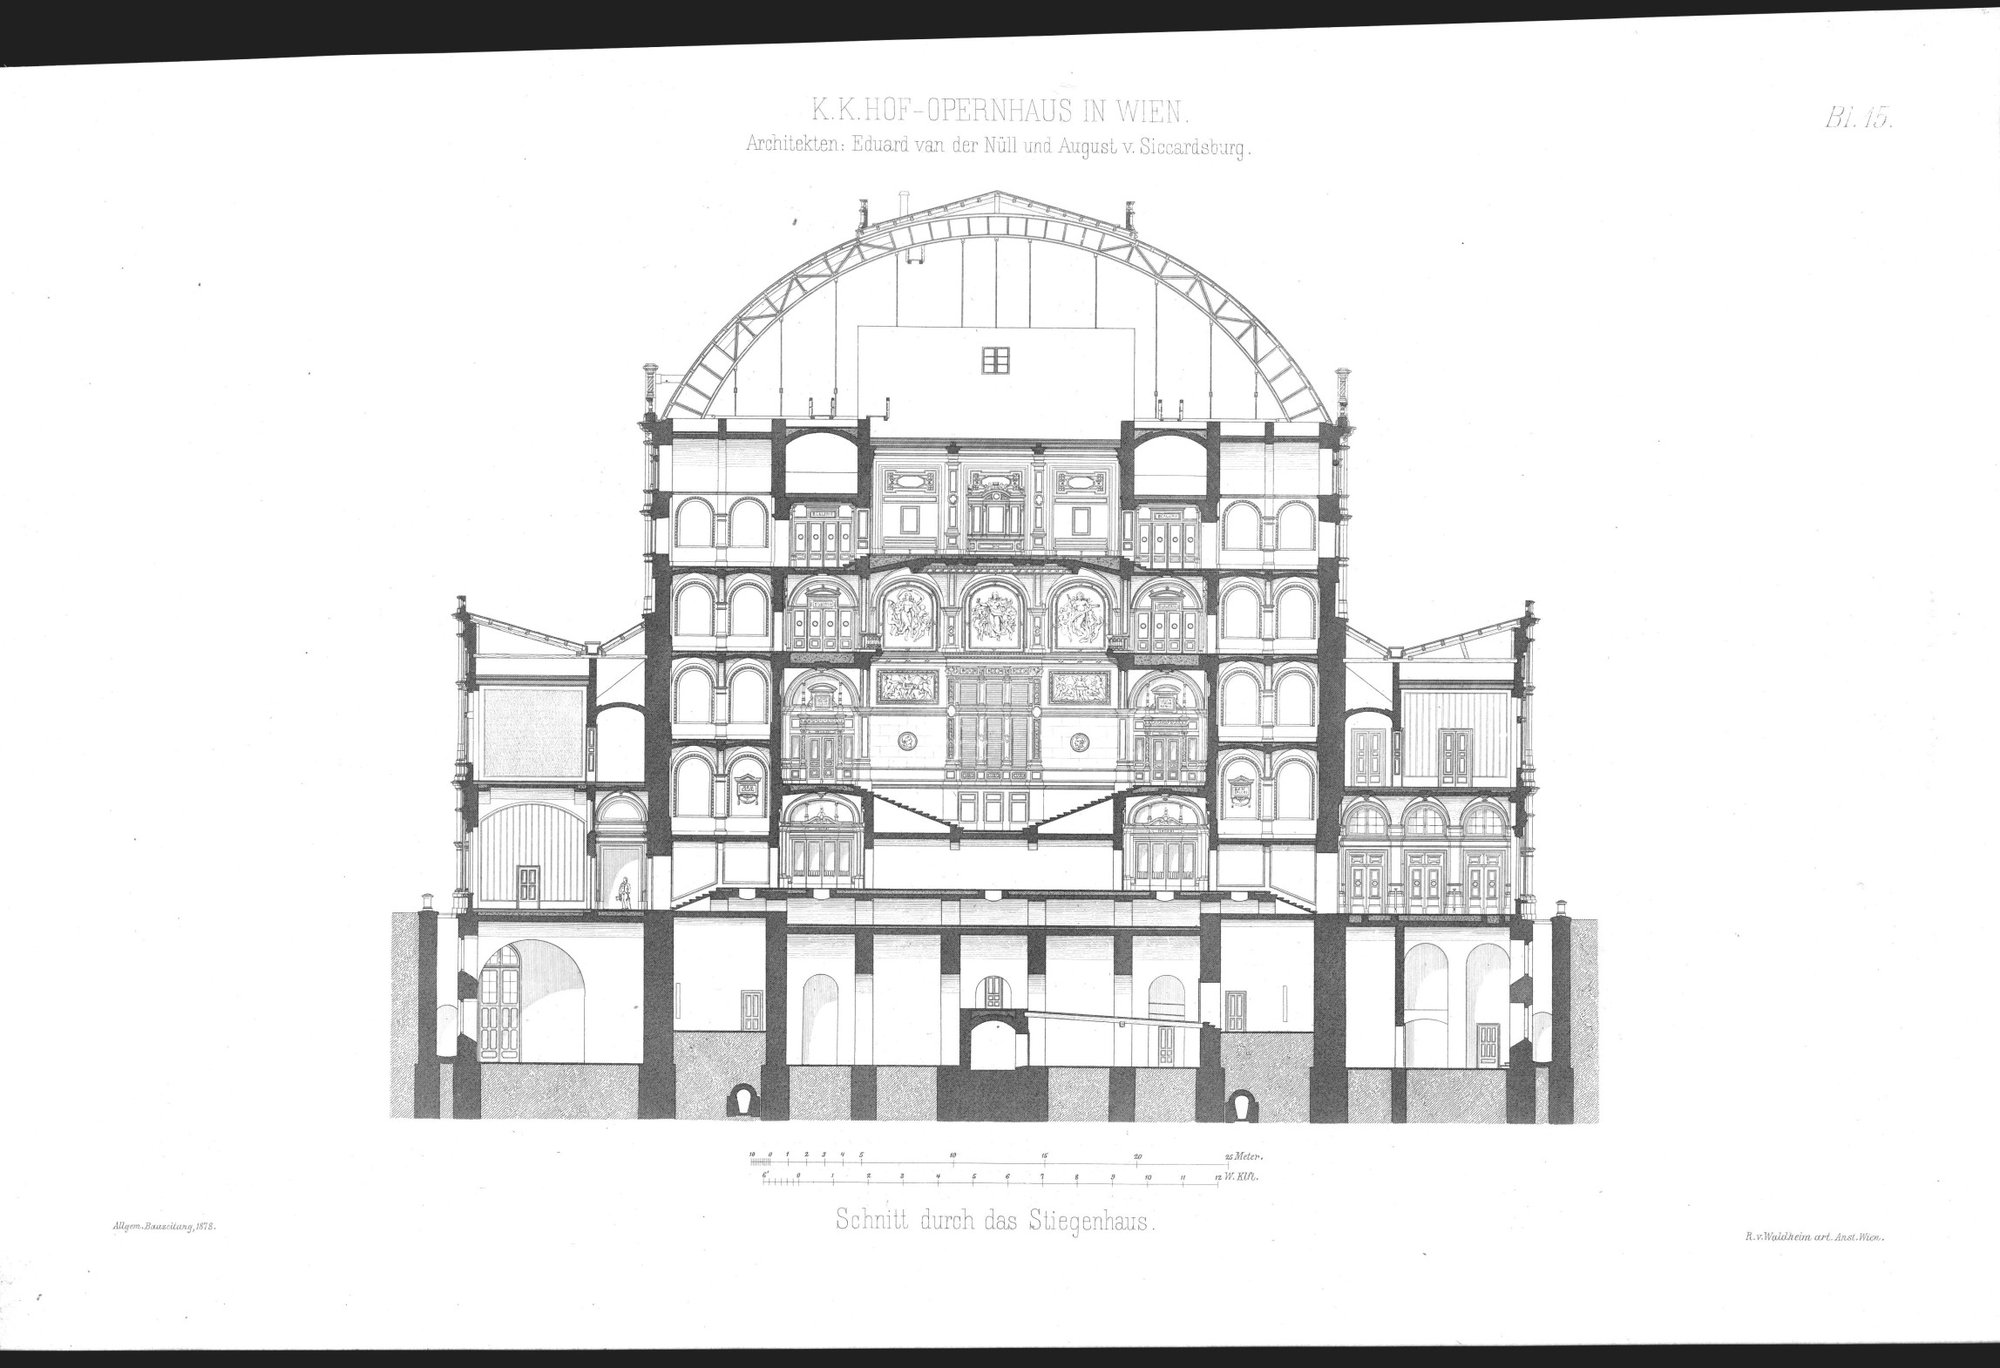 K.K. HOF-OPERNHAUS IN WIEN.
Bl. 15.
Architekten: Eduard van der Nüll und August v. Siccardsburg.
10 0 1 2 3 4 5 10 15 20 25 Meter.
6' 0 1 2 3 4 5 6 7 8 9 10 11 12 W. Klft.
Schnitt durch das Stiegenhaus.
Allgem. Bauzeitung, 1878.
R. v. Waldheim art. Anst. Wien.